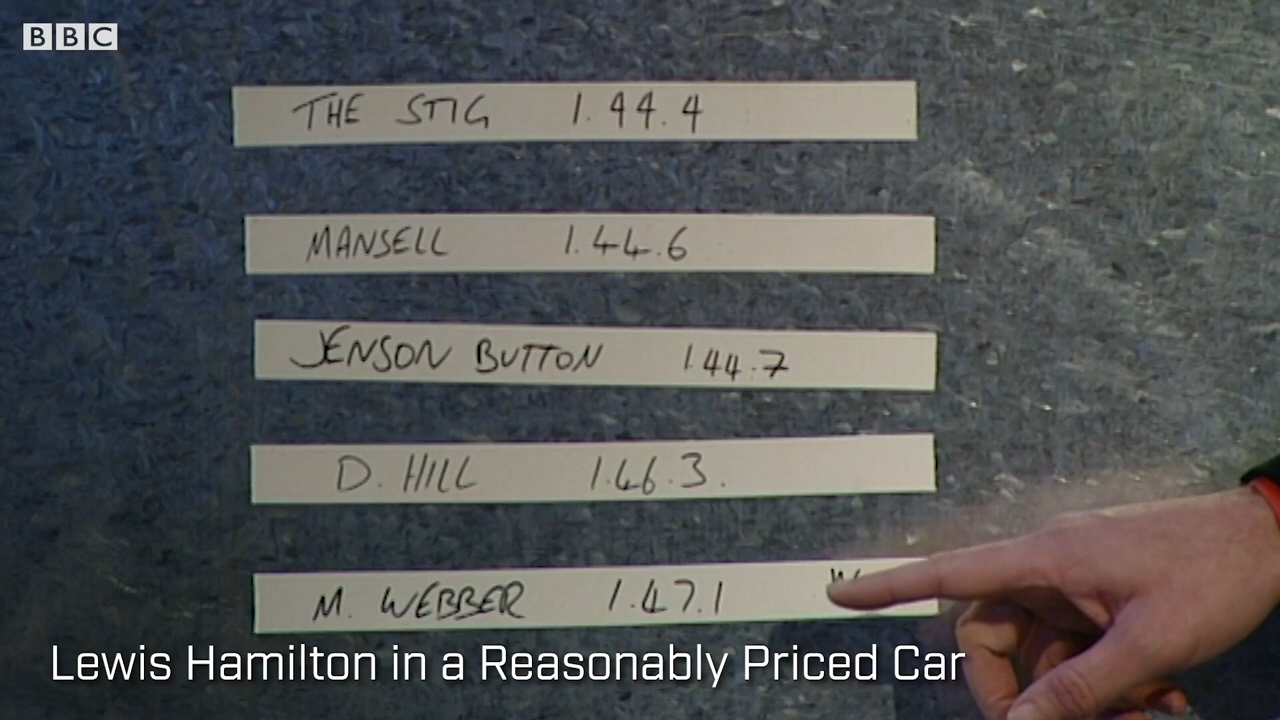 BBC
THE STIG 1.44.4
MANSELL 1.44.6
JENSON BUTTON 1.44.7
D. HILL 1.46.3.
M. WEBBER 1.47.1 W
Lewis Hamilton in a Reasonably Priced Car